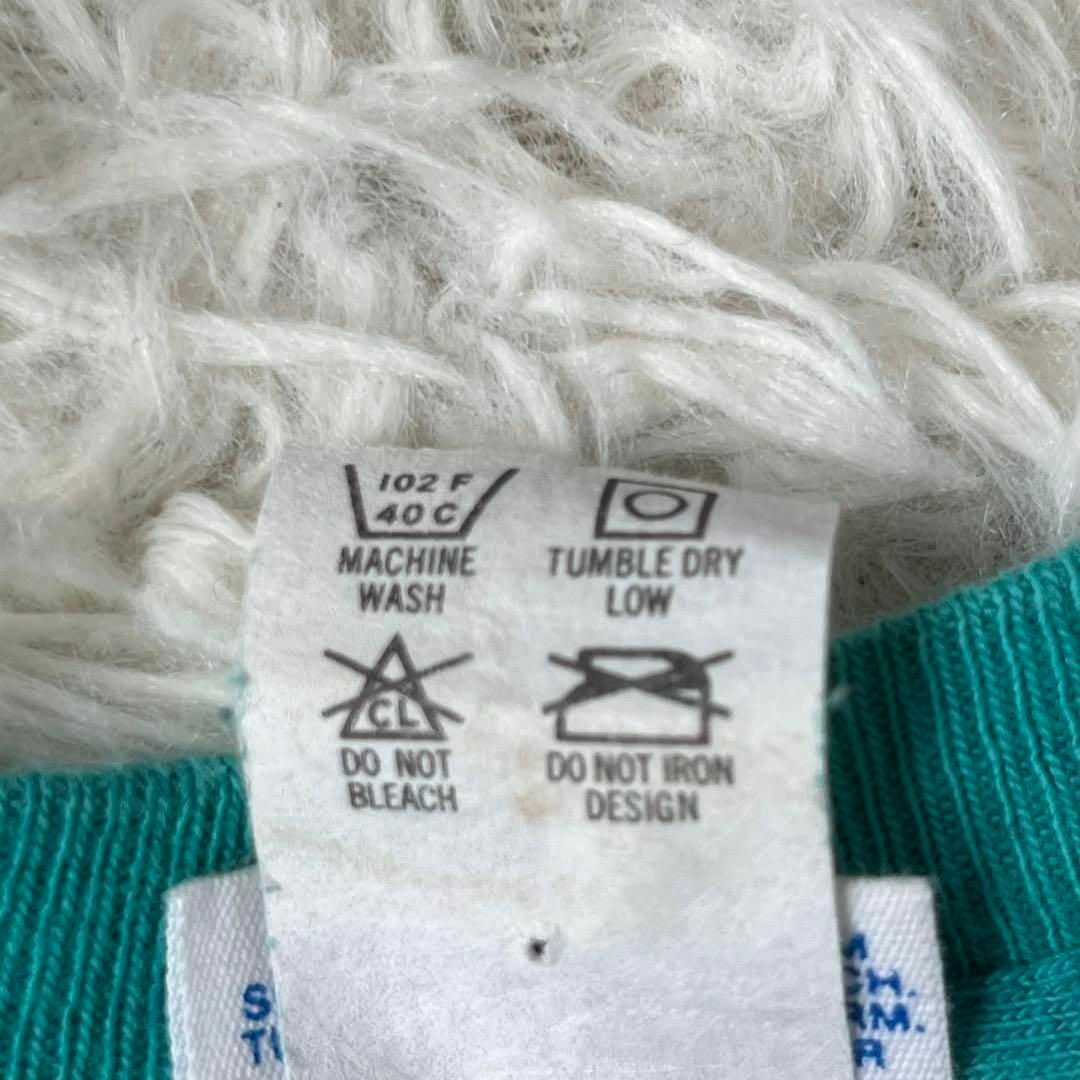 102 F
40 C
MACHINE
WASH
TUMBLE DRY
LOW
CL
DO NOT
BLEACH
DO NOT IRON
DESIGN